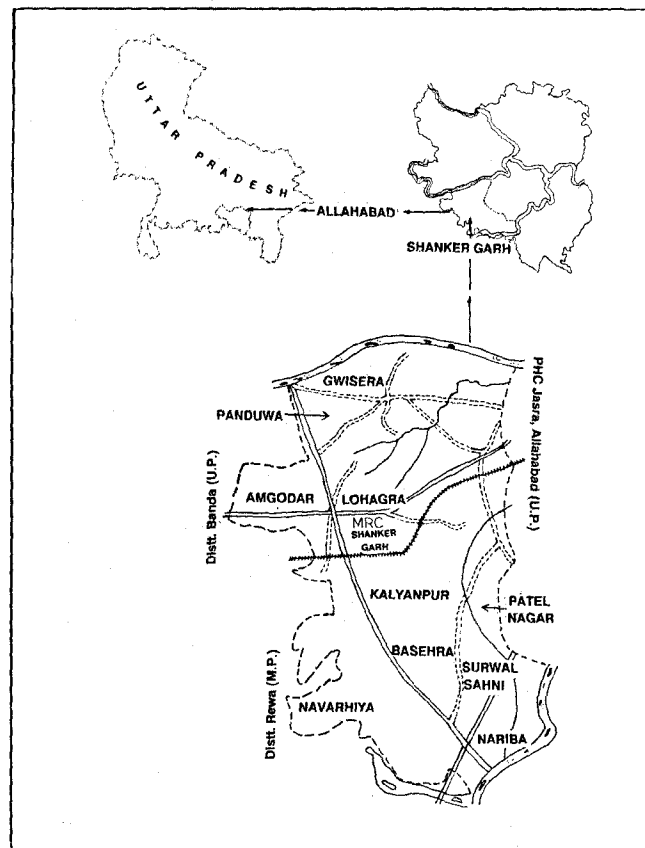 UTTAR PRADESH
ALLAHABAD
SHANKER GARH
GWISERA
PANDUWA
PHC Jasra, Allahabad (U.P.)
Distt. Banda (U.P.)
AMGODAR
LOHAGRA
MRC
SHANKER
GARH
KALYANPUR
PATEL
NAGAR
BASEHRA
SURWAL
SAHNI
Distt. Rewa (M.P.)
NAVARHIYA
NARIBA